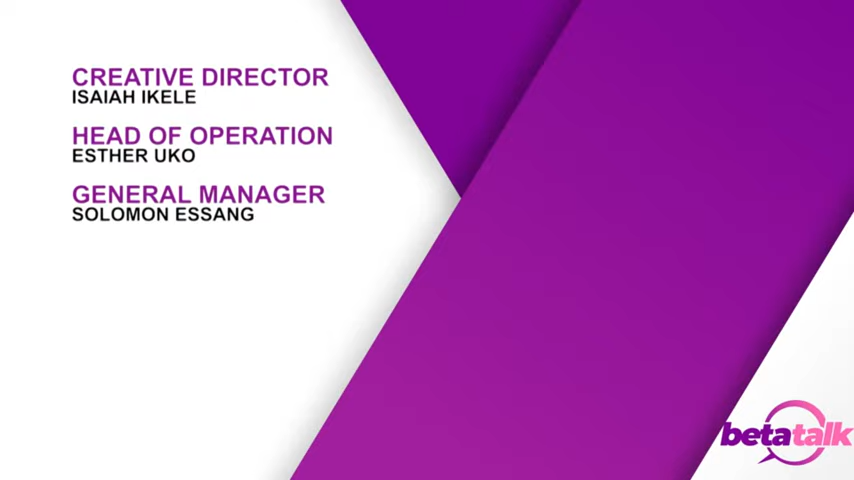 CREATIVE DIRECTOR
ISAIAH IKELE
HEAD OF OPERATION
ESTHER UKO
GENERAL MANAGER
SOLOMON ESSANG
betatalk